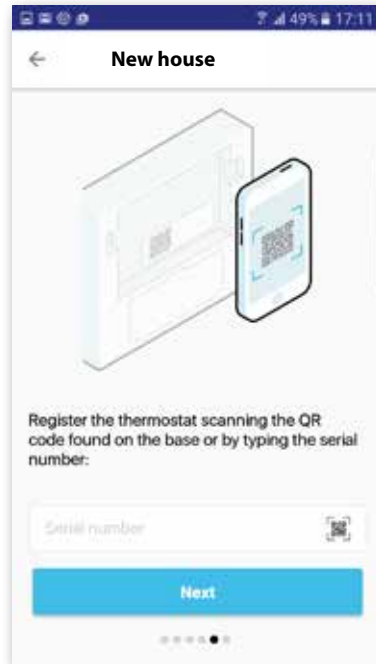 49% 17:11
New house
Register the thermostat scanning the QR
code found on the base or by typing the serial
number:
Serial number
Next